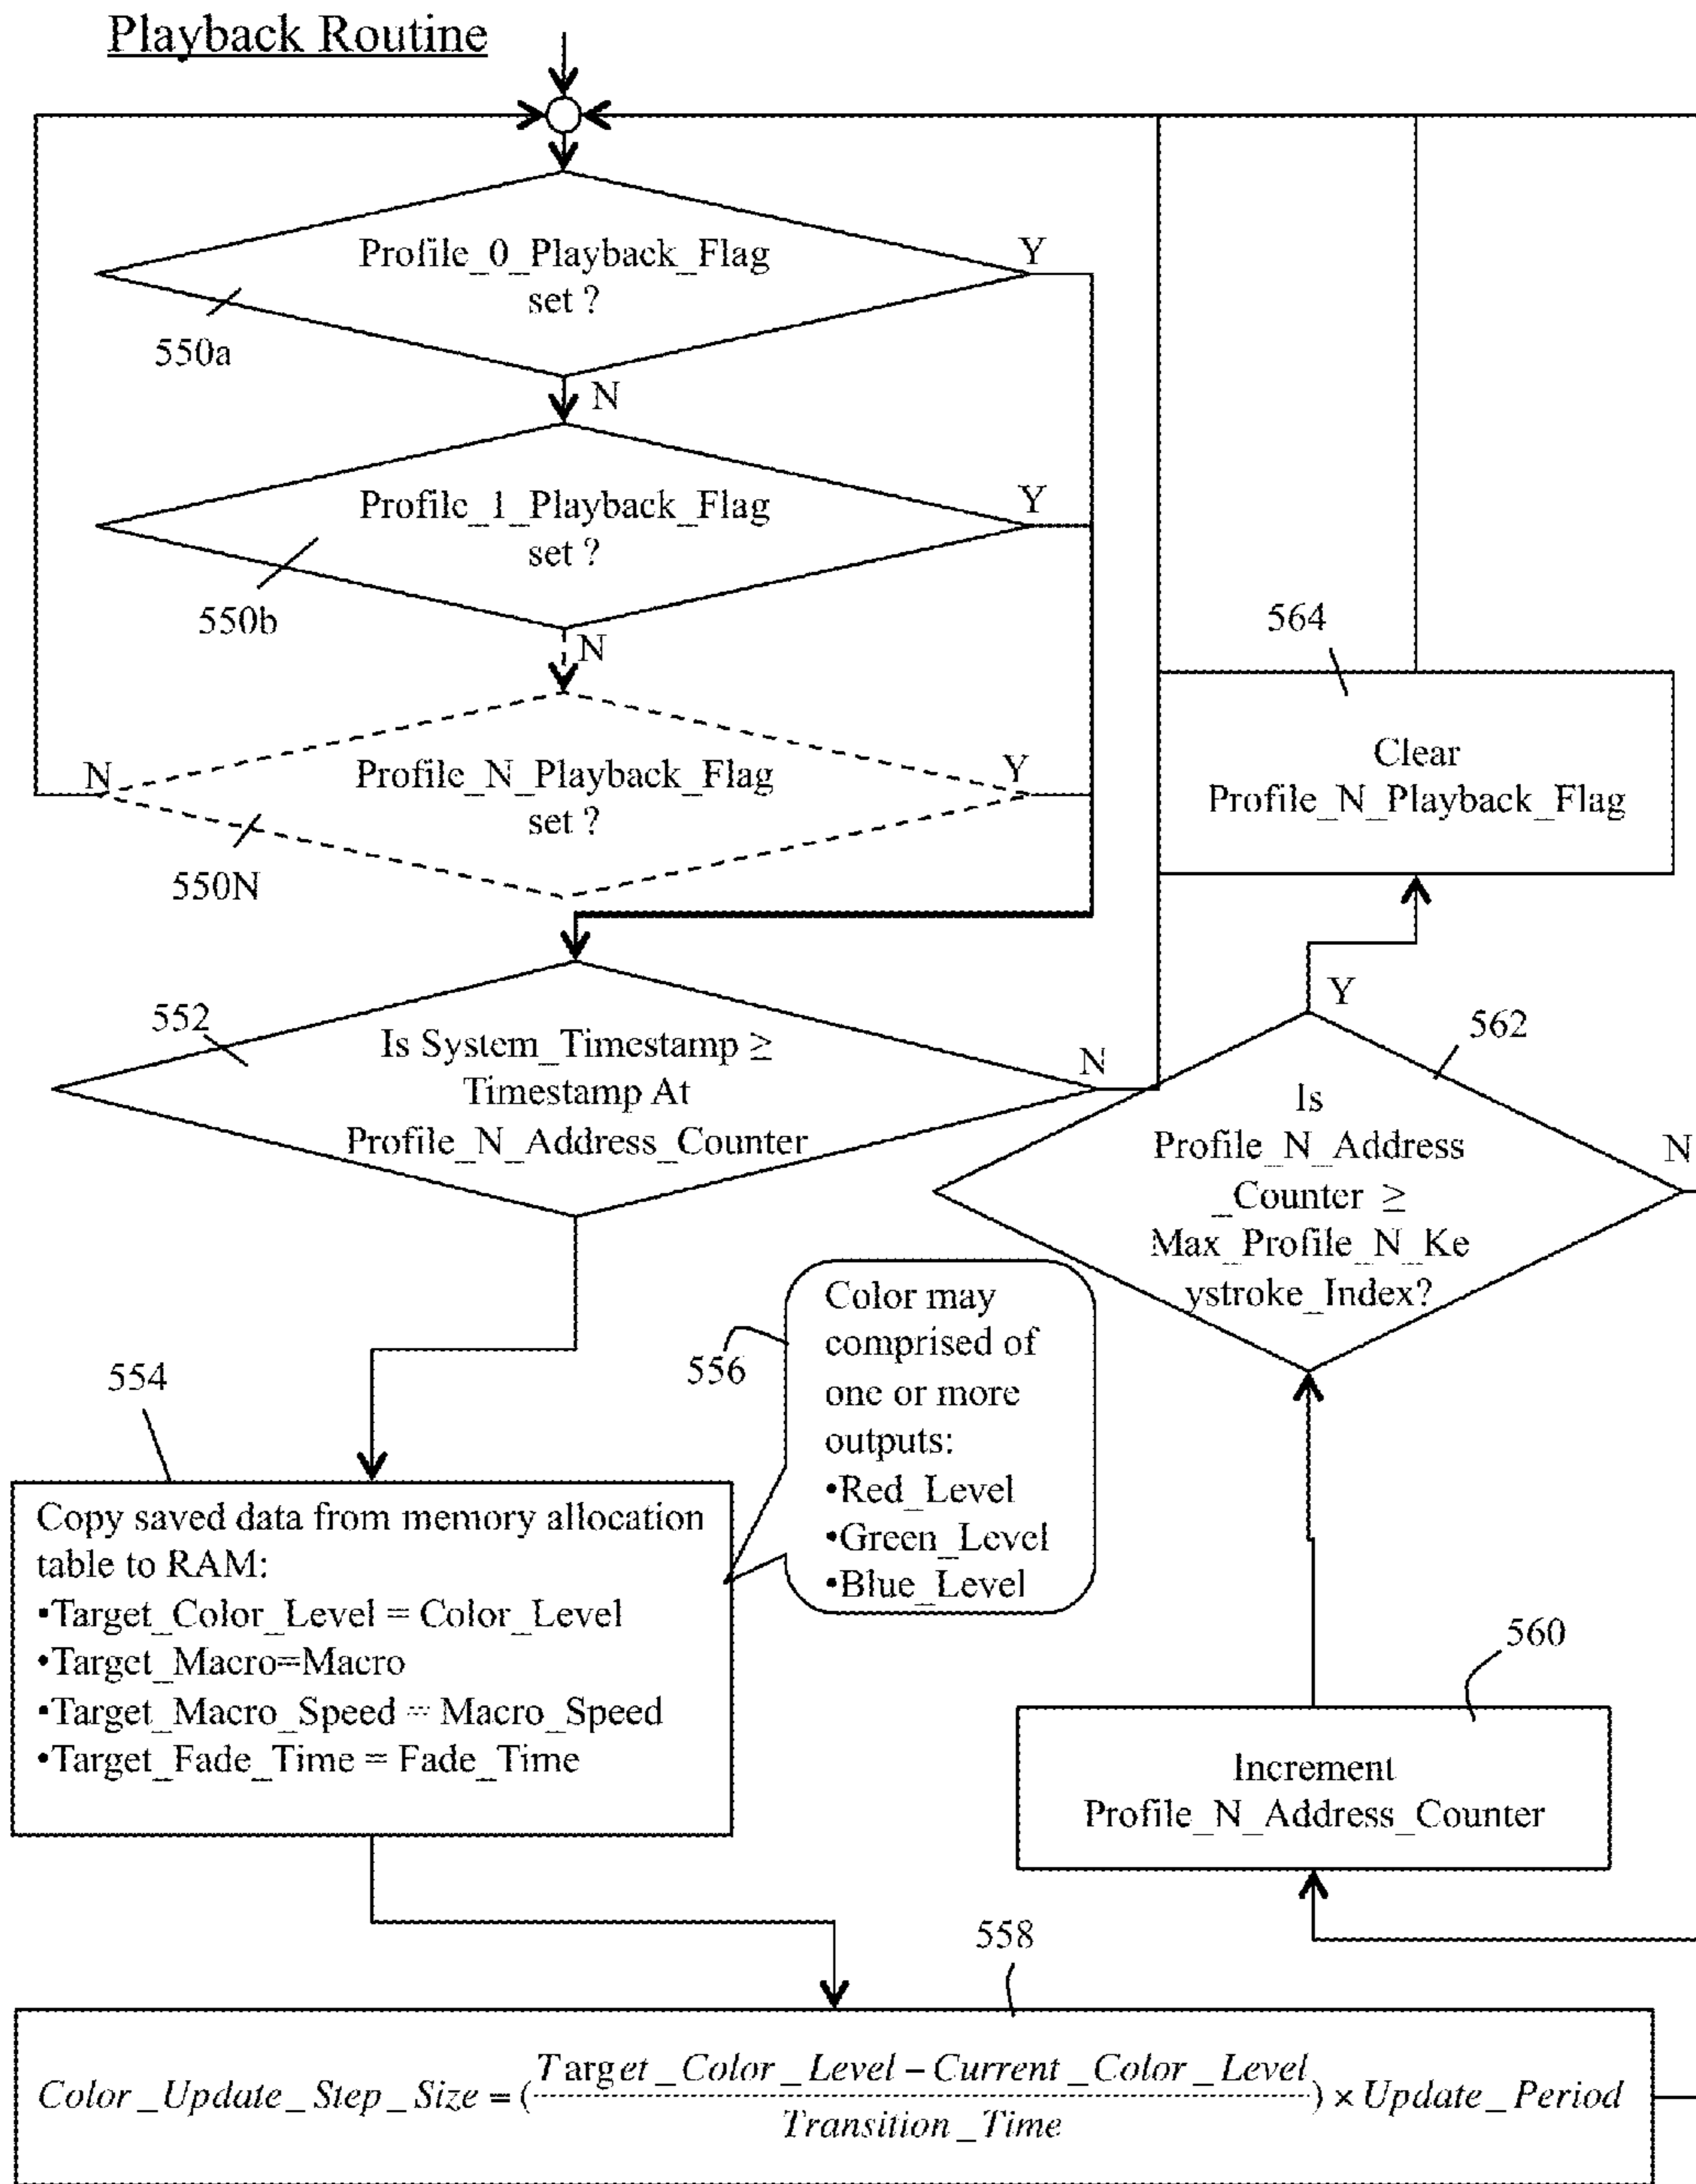 Playback Routine
Profile_0_Playback_Flag
set ?
Y
550a
N
Profile_1_Playback_Flag
set ?
Y
550b
N
Profile_N_Playback_Flag
set ?
N
Y
550N
564
Clear
Profile_N_Playback_Flag
552
Is System_Timestamp ≥
Timestamp At
Profile_N_Address_Counter
N
Y
562
Is
Profile_N_Address
_Counter ≥
Max_Profile_N_Ke
ystroke_Index?
N
554
Copy saved data from memory allocation
table to RAM:
•Target_Color_Level = Color_Level
•Target_Macro=Macro
•Target_Macro_Speed = Macro_Speed
•Target_Fade_Time = Fade_Time
556
Color may
comprised of
one or more
outputs:
•Red_Level
•Green_Level
•Blue_Level
560
Increment
Profile_N_Address_Counter
558
Color_Update_Step_Size = (Target_Color_Level – Current_Color_Level / Transition_Time) × Update_Period